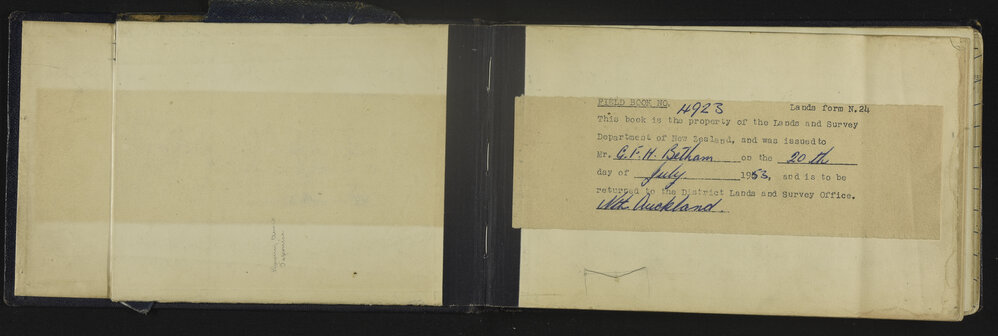 FIELD BOOK NO. 4923 Lands form N.24
This book is the property of the Lands and Survey
Department of New Zealand, and was issued to
Mr. G. F. H. Betham on the 20th
day of July 1953, and is to be
returned to the District Lands and Survey Office.
Nth Auckland.